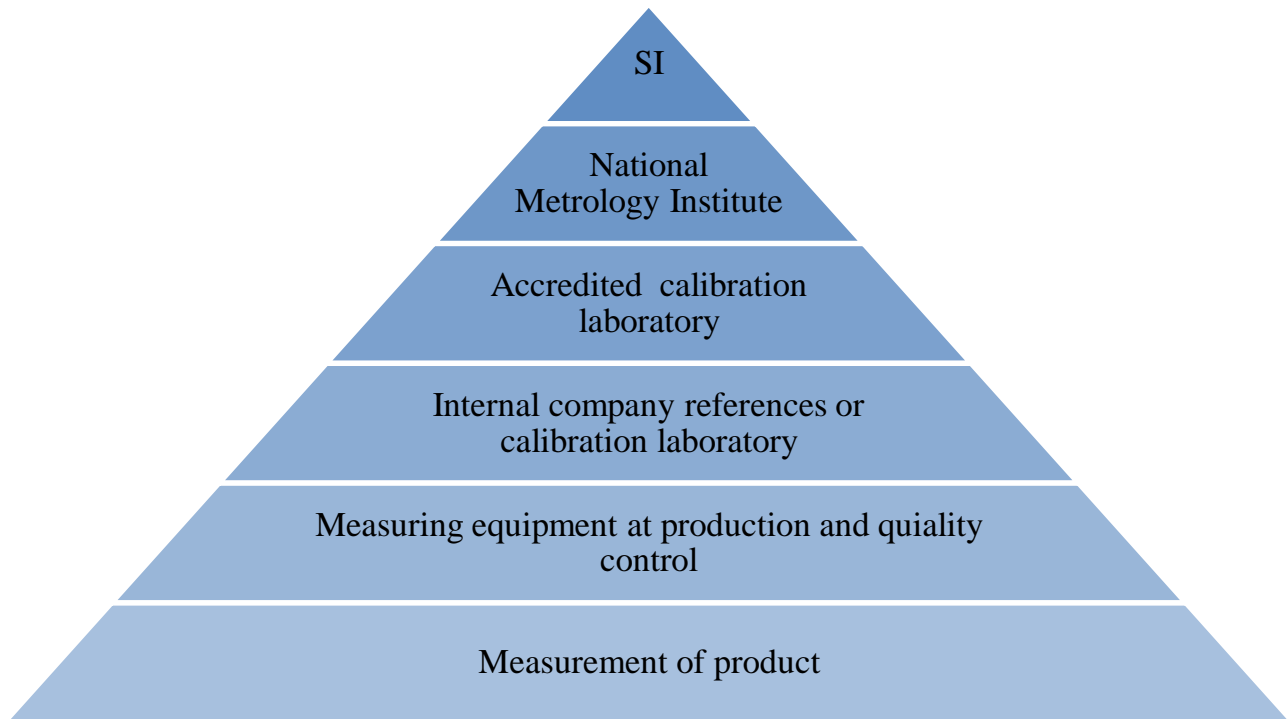 SI
National
Metrology Institute
Accredited  calibration
laboratory
Internal company references or
calibration laboratory
Measuring equipment at production and quiality
control
Measurement of product